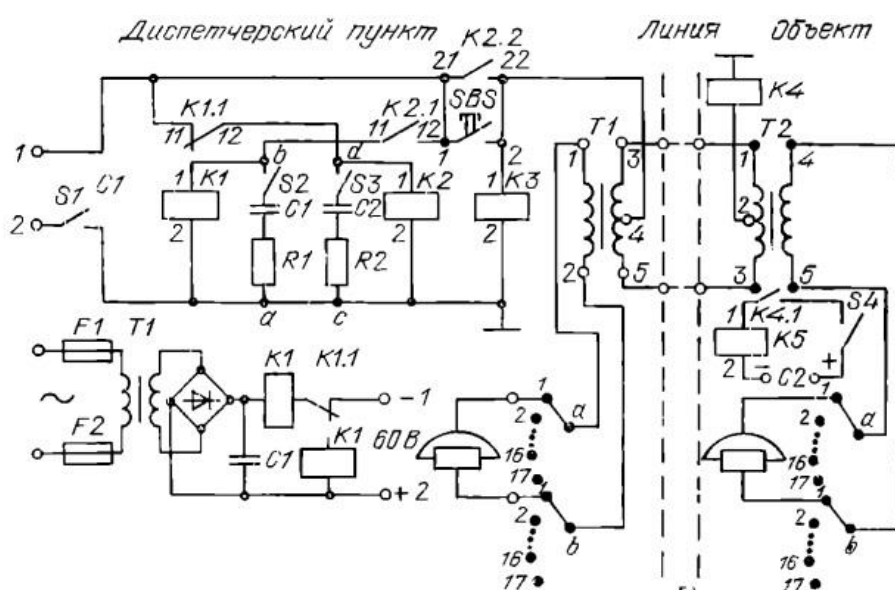 Диспетчерский пункт
Линия
Объект
K2.2
21 22
K4
K1.1
K2.1
SBS
11 12
11 12 1 2
T1
T2
1 3
1 4
1
b d
S1 C1
2
1 K1 2
S2
C1
R1
S3
C2
R2
1 K2 2
1 K3 2
4
2 5
2
3 5
a c
K4.1
S4
1 K5 2
− C2 +
F1
T1
K1 K1.1
−1
~
F2
C1
K1
60В
+2
1
2
a
16
17
1
2
b
16
17
1
2
a
16
17
1
2
b
16
17